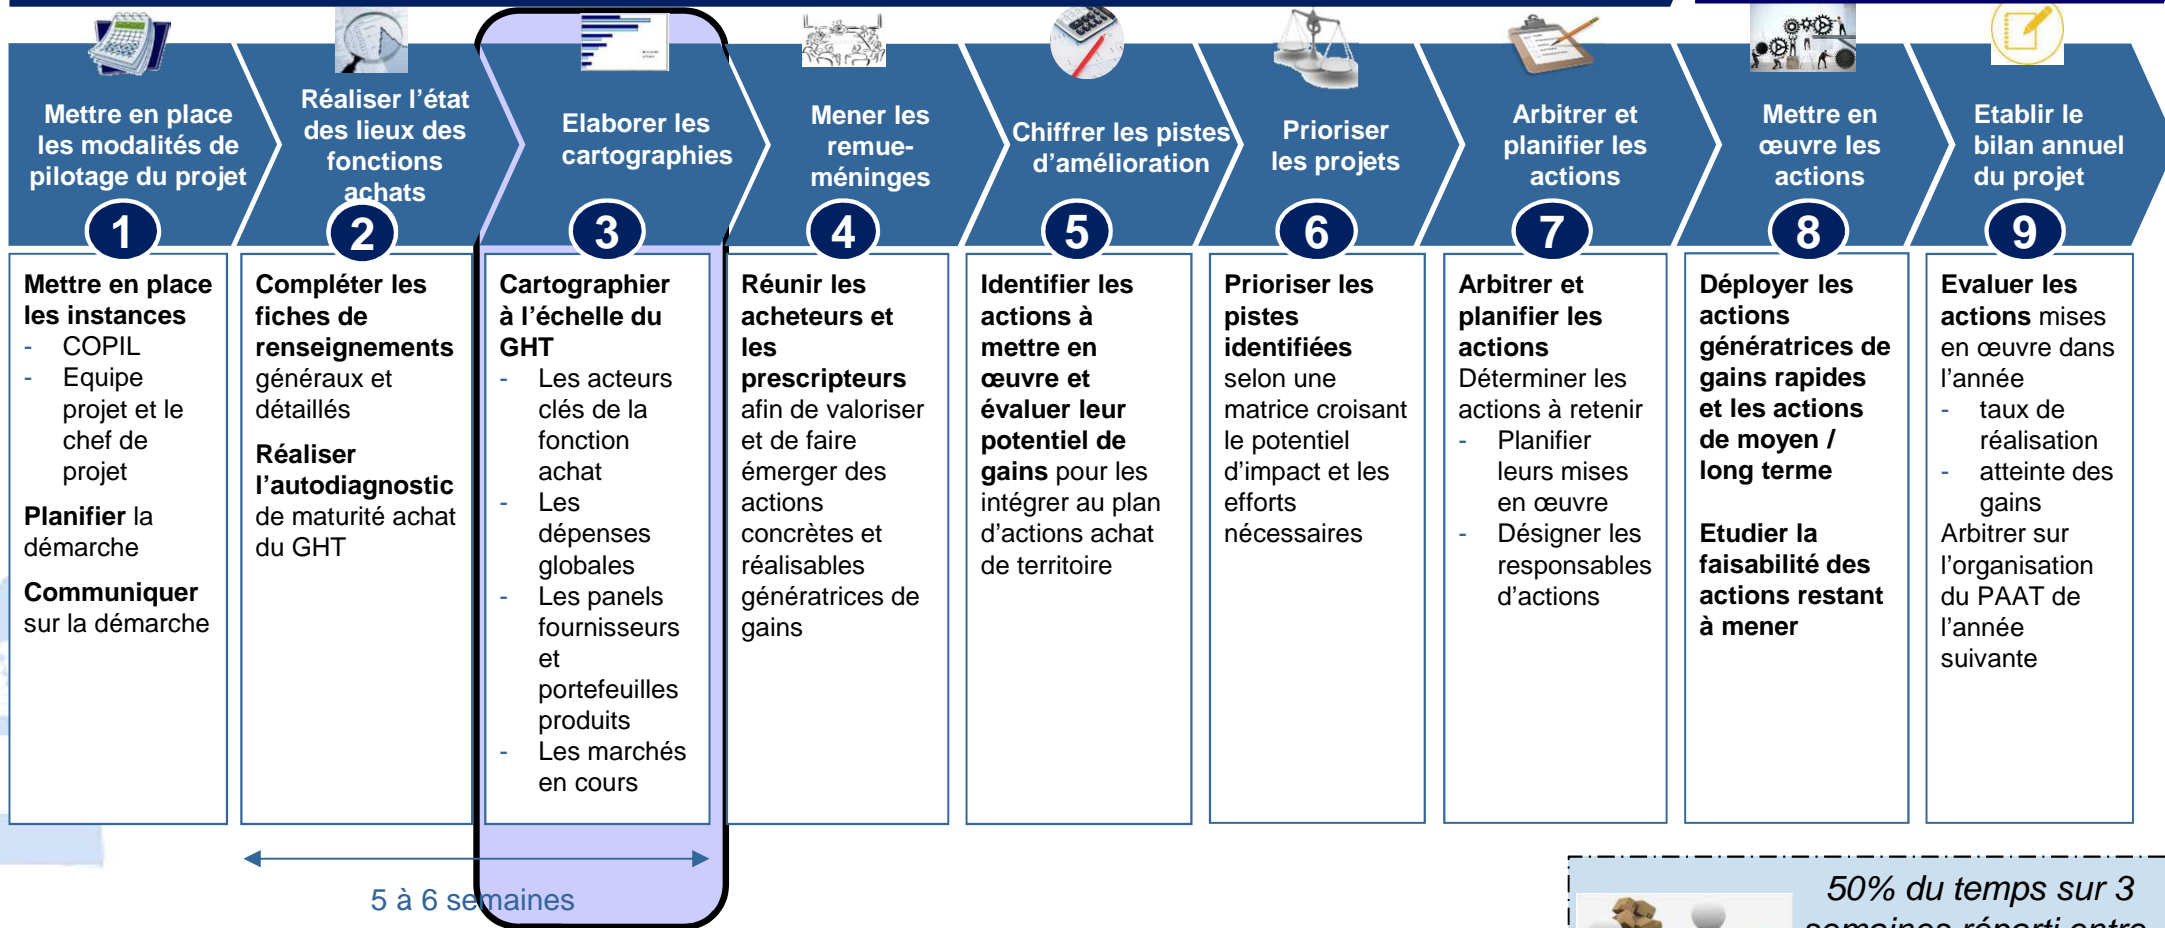 Mettre en place
les modalités de
pilotage du projet
1
Réaliser l’état
des lieux des
fonctions
achats
2
Elaborer les
cartographies
3
Mener les
remue-
méninges
4
Chiffrer les pistes
d’amélioration
5
Prioriser
les projets
6
Arbitrer et
planifier les
actions
7
Mettre en
œuvre les
actions
8
Etablir le
bilan annuel
du projet
9
Mettre en place
les instances
- COPIL
- Equipe
projet et le
chef de
projet
Planifier la
démarche
Communiquer
sur la démarche
Compléter les
fiches de
renseignements
généraux et
détaillés
Réaliser
l’autodiagnostic
de maturité achat
du GHT
Cartographier
à l’échelle du
GHT
- Les acteurs
clés de la
fonction
achat
- Les
dépenses
globales
- Les panels
fournisseurs
et
portefeuilles
produits
- Les marchés
en cours
Réunir les
acheteurs et
les
prescripteurs
afin de valoriser
et de faire
émerger des
actions
concrètes et
réalisables
génératrices de
gains
Identifier les
actions à
mettre en
œuvre et
évaluer leur
potentiel de
gains pour les
intégrer au plan
d’actions achat
de territoire
Prioriser les
pistes
identifiées
selon une
matrice croisant
le potentiel
d’impact et les
efforts
nécessaires
Arbitrer et
planifier les
actions
Déterminer les
actions à retenir
- Planifier
leurs mises
en œuvre
- Désigner les
responsables
d’actions
Déployer les
actions
génératrices de
gains rapides
et les actions
de moyen /
long terme
Etudier la
faisabilité des
actions restant
à mener
Evaluer les
actions mises
en œuvre dans
l’année
- taux de
réalisation
- atteinte des
gains
Arbitrer sur
l’organisation
du PAAT de
l’année
suivante
5 à 6 semaines
50% du temps sur 3
semaines réparti entre